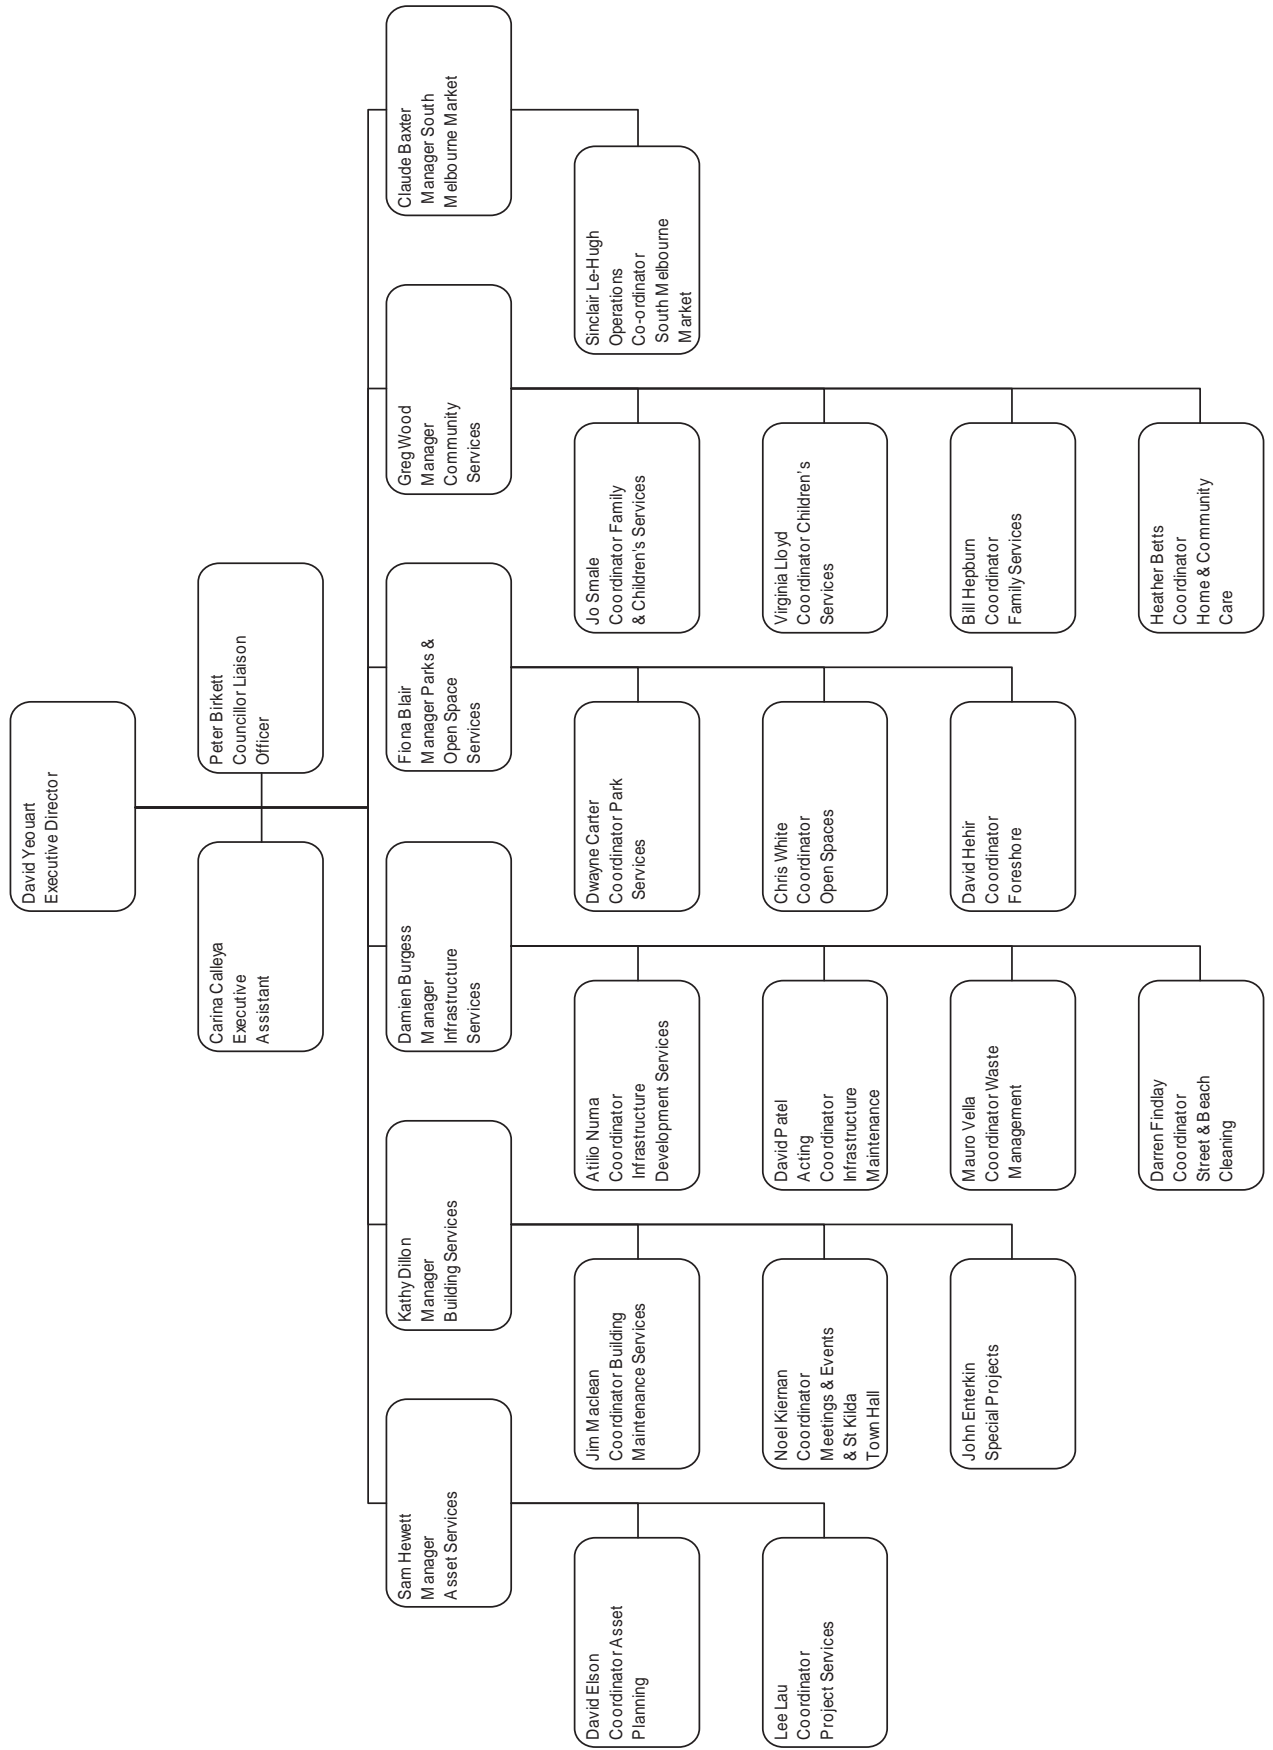 David Yeouart
Executive Director
Carina Calleya
Executive
Assistant
Peter Birkett
Councillor Liaison
Officer
Sam Hewett
Manager
Asset Services
Kathy Dillon
Manager
Building Services
Damien Burgess
Manager
Infrastructure
Services
Fiona Blair
Manager Parks &
Open Space
Services
Greg Wood
Manager
Community
Services
Claude Baxter
Manager South
Melbourne Market
David Elson
Coordinator Asset
Planning
Jim Maclean
Coordinator Building
Maintenance Services
Atilio Numa
Coordinator
Infrastructure
Development Services
Dwayne Carter
Coordinator Park
Services
Jo Smale
Coordinator Family
& Children's Services
Sinclair Le-Hugh
Operations
Co-ordinator
South Melbourne
Market
Lee Lau
Coordinator
Project Services
Noel Kiernan
Coordinator
Meetings & Events
& St Kilda
Town Hall
David Patel
Acting
Coordinator
Infrastructure
Maintenance
Chris White
Coordinator
Open Spaces
Virginia Lloyd
Coordinator Children's
Services
John Enterkin
Special Projects
Mauro Vella
Coordinator Waste
Management
David Hehir
Coordinator
Foreshore
Bill Hepburn
Coordinator
Family Services
Darren Findlay
Coordinator
Street & Beach
Cleaning
Heather Betts
Coordinator
Home & Community
Care